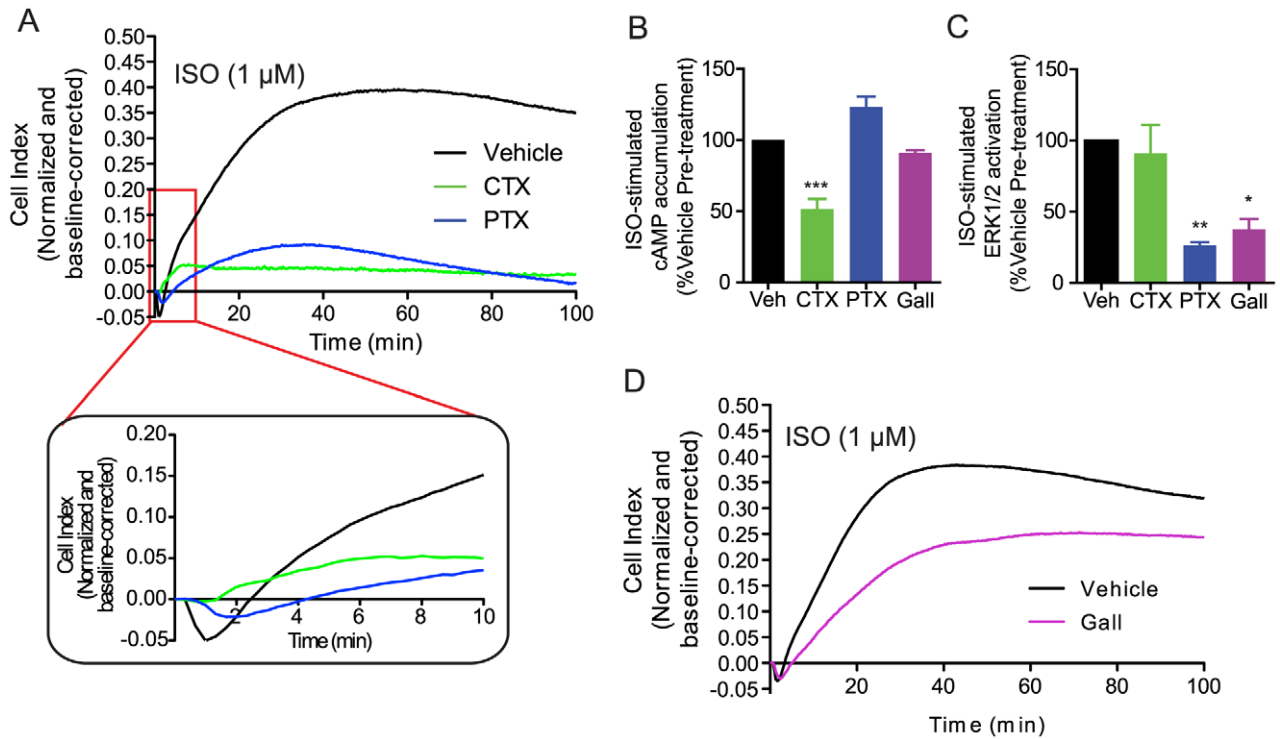 A
Cell Index
(Normalized and
baseline-corrected)
0.50
0.45
0.40
0.35
0.30
0.25
0.20
0.15
0.10
0.05
0.00
-0.05
ISO (1 µM)
Vehicle
CTX
PTX
20 40 60 80 100
Time (min)
Cell Index
(Normalized and
baseline-corrected)
0.20
0.15
0.10
0.05
0.00
-0.05
2 4 6 8 10
Time (min)
B
ISO-stimulated
cAMP accumulation
(%Vehicle Pre-treatment)
150
100
50
0
***
Veh CTX PTX Gall
C
ISO-stimulated
ERK1/2 activation
(%Vehicle Pre-treatment)
150
100
50
0
** *
Veh CTX PTX Gall
D
Cell Index
(Normalized and
baseline-corrected)
0.50
0.45
0.40
0.35
0.30
0.25
0.20
0.15
0.10
0.05
0.00
-0.05
ISO (1 µM)
Vehicle
Gall
20 40 60 80 100
Time (min)